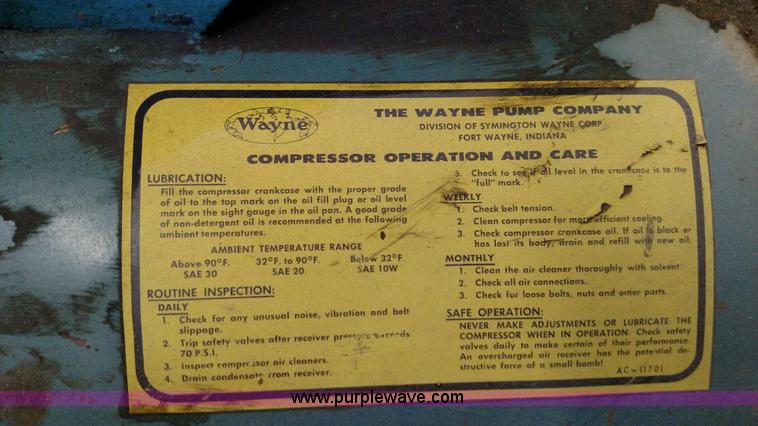 Wayne
THE WAYNE PUMP COMPANY
DIVISION OF SYMINGTON WAYNE CORP.
FORT WAYNE, INDIANA
COMPRESSOR OPERATION AND CARE
LUBRICATION:
Fill the compressor crankcase with the proper grade
of oil to the top mark on the oil fill plug or oil level
mark on the sight gauge in the oil pan. A good grade
of non-detergent oil is recommended at the following
ambient temperatures.
AMBIENT TEMPERATURE RANGE
Above 90°F. 32°F. to 90°F. Below 32°F.
SAE 30 SAE 20 SAE 10W
ROUTINE INSPECTION:
DAILY
1. Check for any unusual noise, vibration and belt
slippage.
2. Trip safety valves after receiver pressure exceeds
70 P.S.I.
3. Inspect compressor air cleaners.
4. Drain condensate from receiver.
5. Check to see if oil level in the crankcase is to the
"full" mark.
WEEKLY
1. Check belt tension.
2. Clean compressor for more efficient cooling.
3. Check compressor crankcase oil. If oil is black or
has lost its body, drain and refill with new oil.
MONTHLY
1. Clean the air cleaner thoroughly with solvent
2. Check all air connections.
3. Check for loose bolts, nuts and other parts.
SAFE OPERATION:
NEVER MAKE ADJUSTMENTS OR LUBRICATE THE
COMPRESSOR WHEN IN OPERATION. Check safety
valves daily to make certain of their performance.
An overcharged air receiver has the potential de-
structive force of a small bomb!
AC-11701
www.purplewave.com